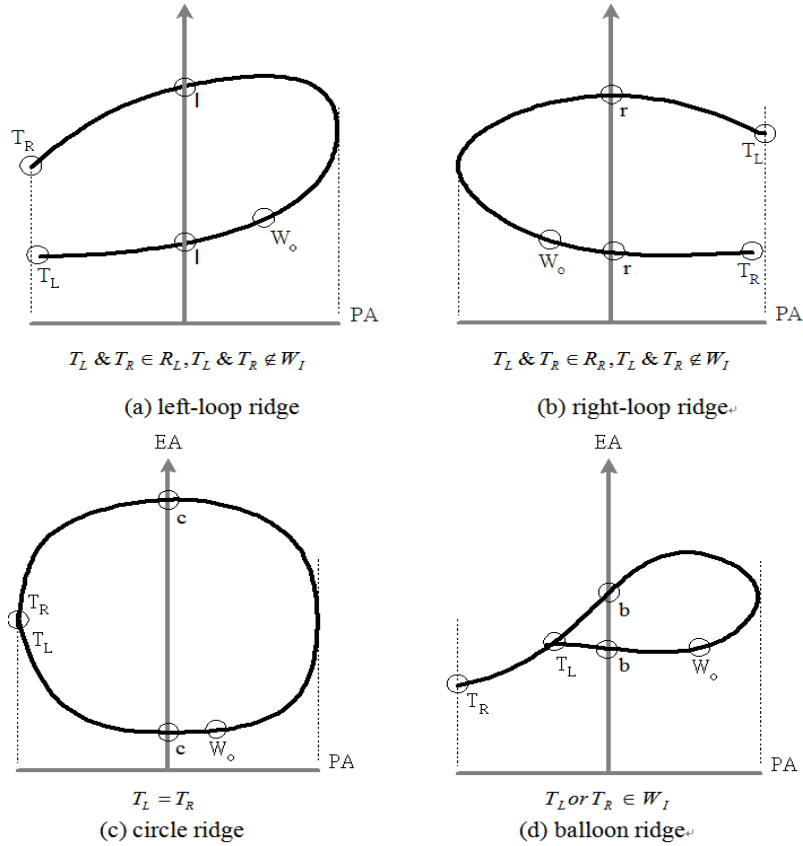 l
T_R
l
W_o
T_L
PA
T_L & T_R ∈ R_L, T_L & T_R ∉ W_I
(a) left-loop ridge
r
T_L
W_o
r
T_R
PA
T_L & T_R ∈ R_R, T_L & T_R ∉ W_I
(b) right-loop ridge
EA
c
T_R
T_L
c
W_o
PA
T_L = T_R
(c) circle ridge
EA
b
T_L
b
W_o
T_R
PA
T_L or T_R ∈ W_I
(d) balloon ridge